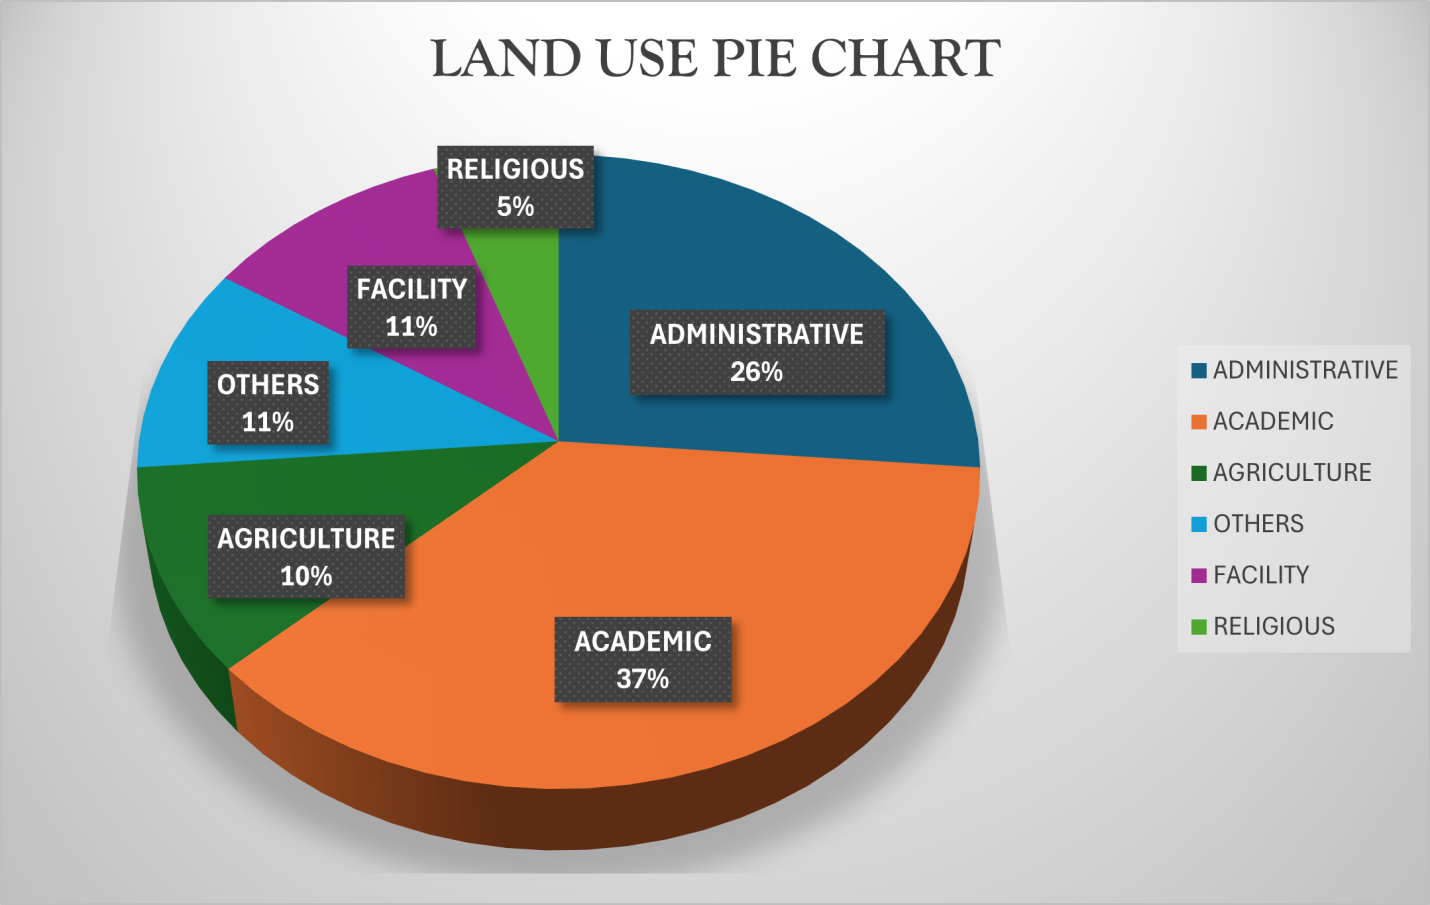 LAND USE PIE CHART
RELIGIOUS
5%
FACILITY
11%
ADMINISTRATIVE
26%
OTHERS
11%
AGRICULTURE
10%
ACADEMIC
37%
ADMINISTRATIVE
ACADEMIC
AGRICULTURE
OTHERS
FACILITY
RELIGIOUS